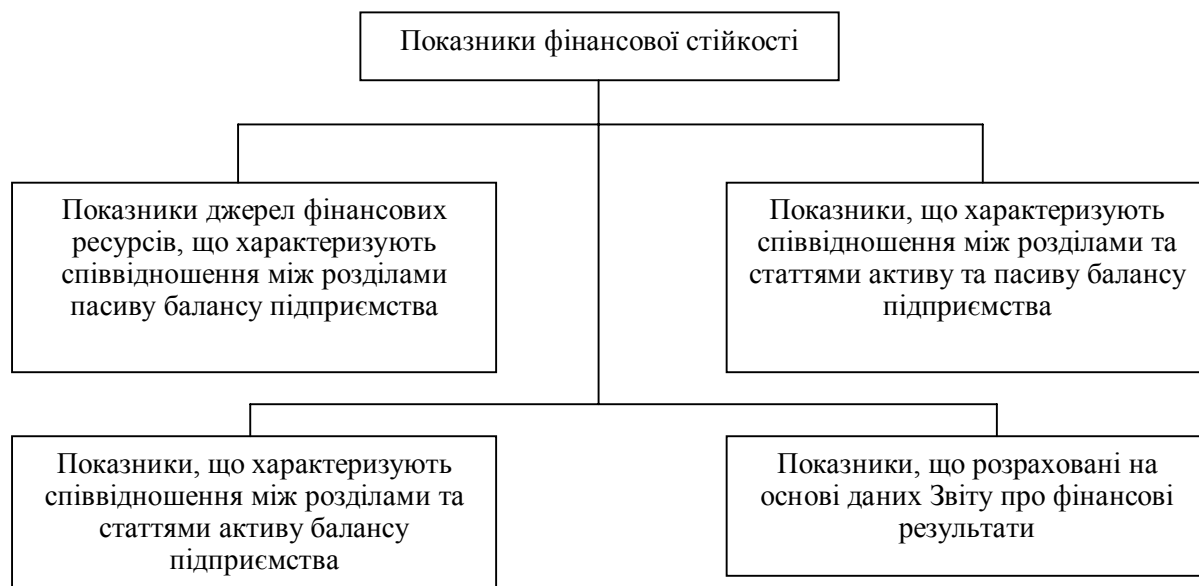 Показники фінансової стійкості
Показники джерел фінансових
ресурсів, що характеризують
співвідношення між розділами
пасиву балансу підприємства
Показники, що характеризують
співвідношення між розділами та
статтями активу та пасиву балансу
підприємства
Показники, що характеризують
співвідношення між розділами та
статтями активу балансу
підприємства
Показники, що розраховані на
основі даних Звіту про фінансові
результати